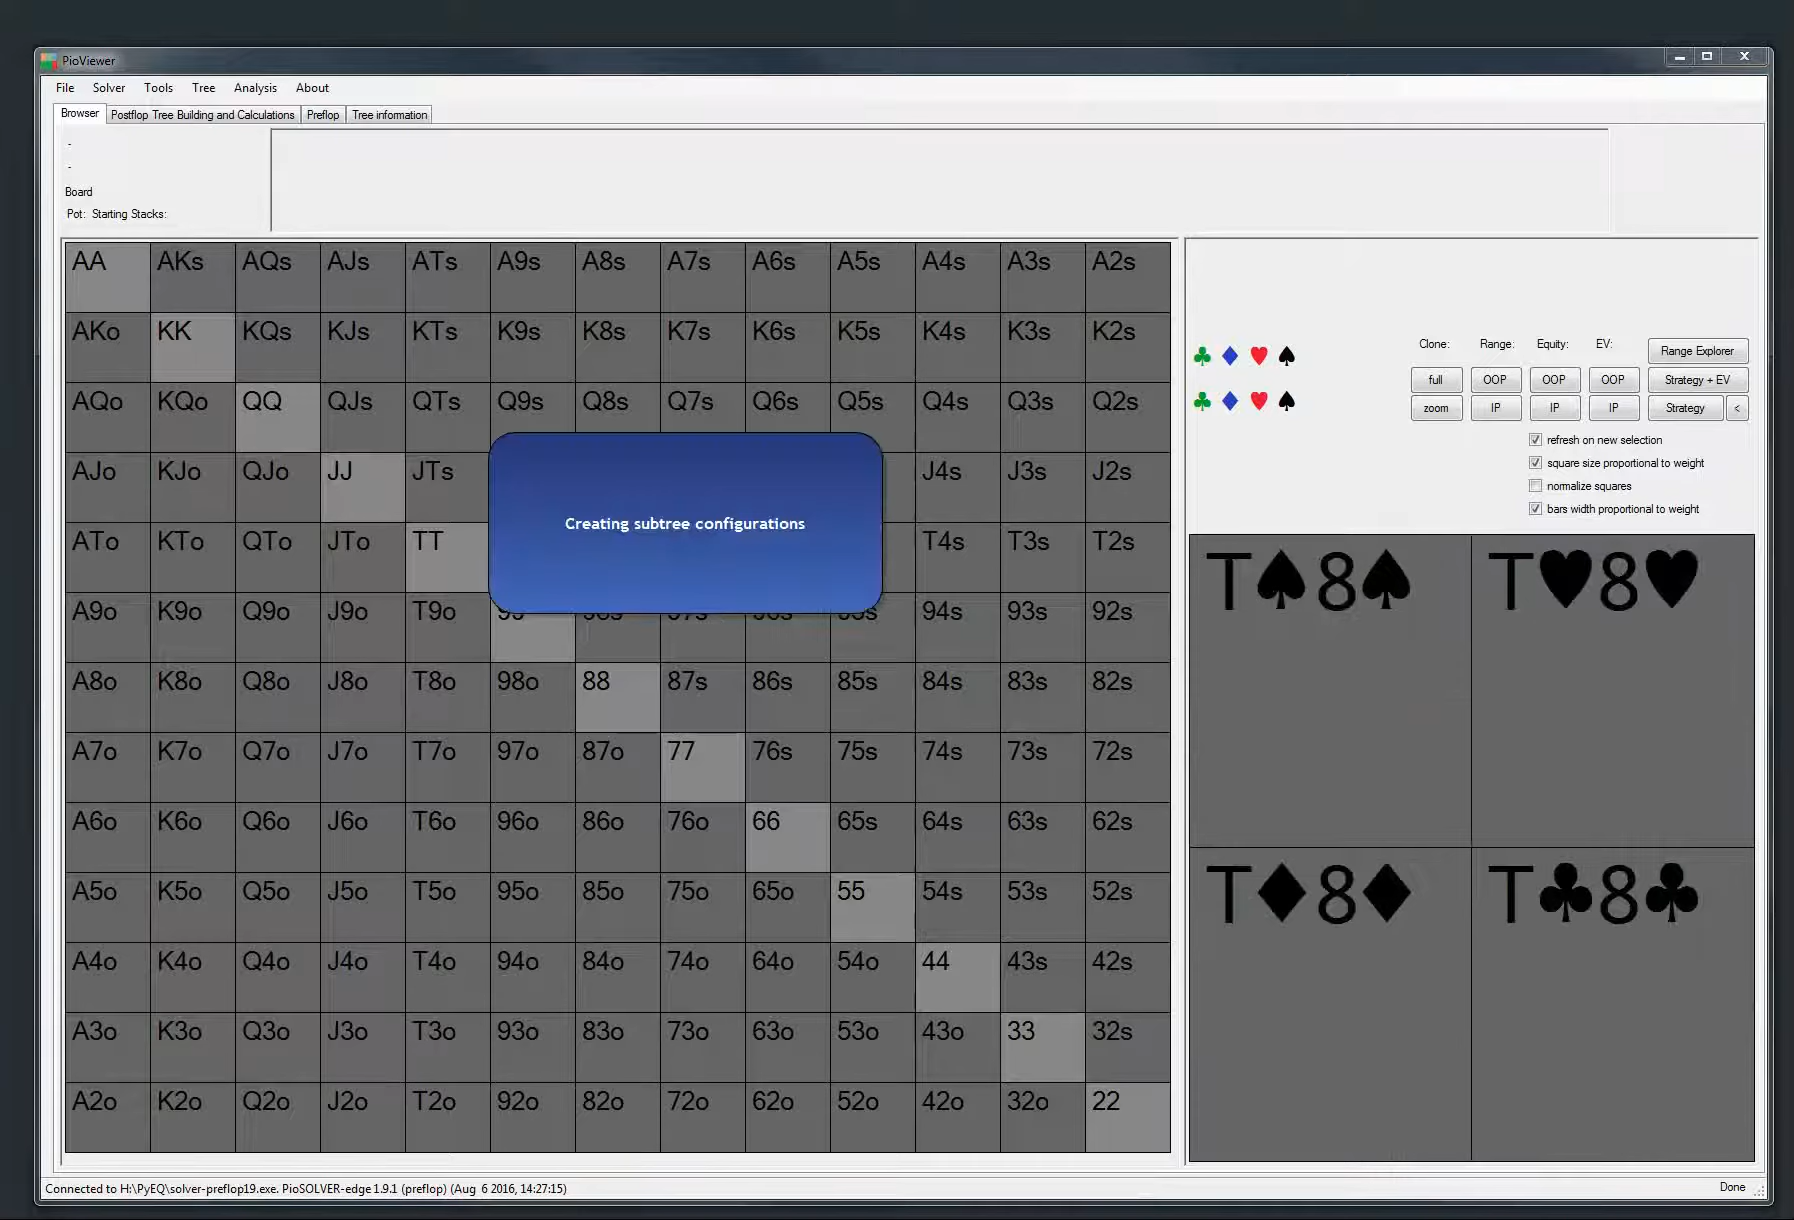 PioViewer
File Solver Tools Tree Analysis About
Browser Postflop Tree Building and Calculations Preflop Tree information
-
-
Board
Pot: Starting Stacks:
AA AKs AQs AJs ATs A9s A8s A7s A6s A5s A4s A3s A2s
AKo KK KQs KJs KTs K9s K8s K7s K6s K5s K4s K3s K2s
AQo KQo QQ QJs QTs Q9s Q8s Q7s Q6s Q5s Q4s Q3s Q2s
AJo KJo QJo JJ JTs J4s J3s J2s
ATo KTo QTo JTo TT T4s T3s T2s
A9o K9o Q9o J9o T9o 94s 93s 92s
A8o K8o Q8o J8o T8o 98o 88 87s 86s 85s 84s 83s 82s
A7o K7o Q7o J7o T7o 97o 87o 77 76s 75s 74s 73s 72s
A6o K6o Q6o J6o T6o 96o 86o 76o 66 65s 64s 63s 62s
A5o K5o Q5o J5o T5o 95o 85o 75o 65o 55 54s 53s 52s
A4o K4o Q4o J4o T4o 94o 84o 74o 64o 54o 44 43s 42s
A3o K3o Q3o J3o T3o 93o 83o 73o 63o 53o 43o 33 32s
A2o K2o Q2o J2o T2o 92o 82o 72o 62o 52o 42o 32o 22
Creating subtree configurations
♣ ♦ ♥ ♠
♣ ♦ ♥ ♠
Clone: Range: Equity: EV: Range Explorer
full OOP OOP OOP Strategy + EV
zoom IP IP IP Strategy <
refresh on new selection
square size proportional to weight
normalize squares
bars width proportional to weight
T♠8♠ T♥8♥
T♦8♦ T♣8♣
Connected to H:\PyEQ\solver-preflop19.exe. PioSOLVER-edge 1.9.1 (preflop) (Aug 6 2016, 14:27:15) Done